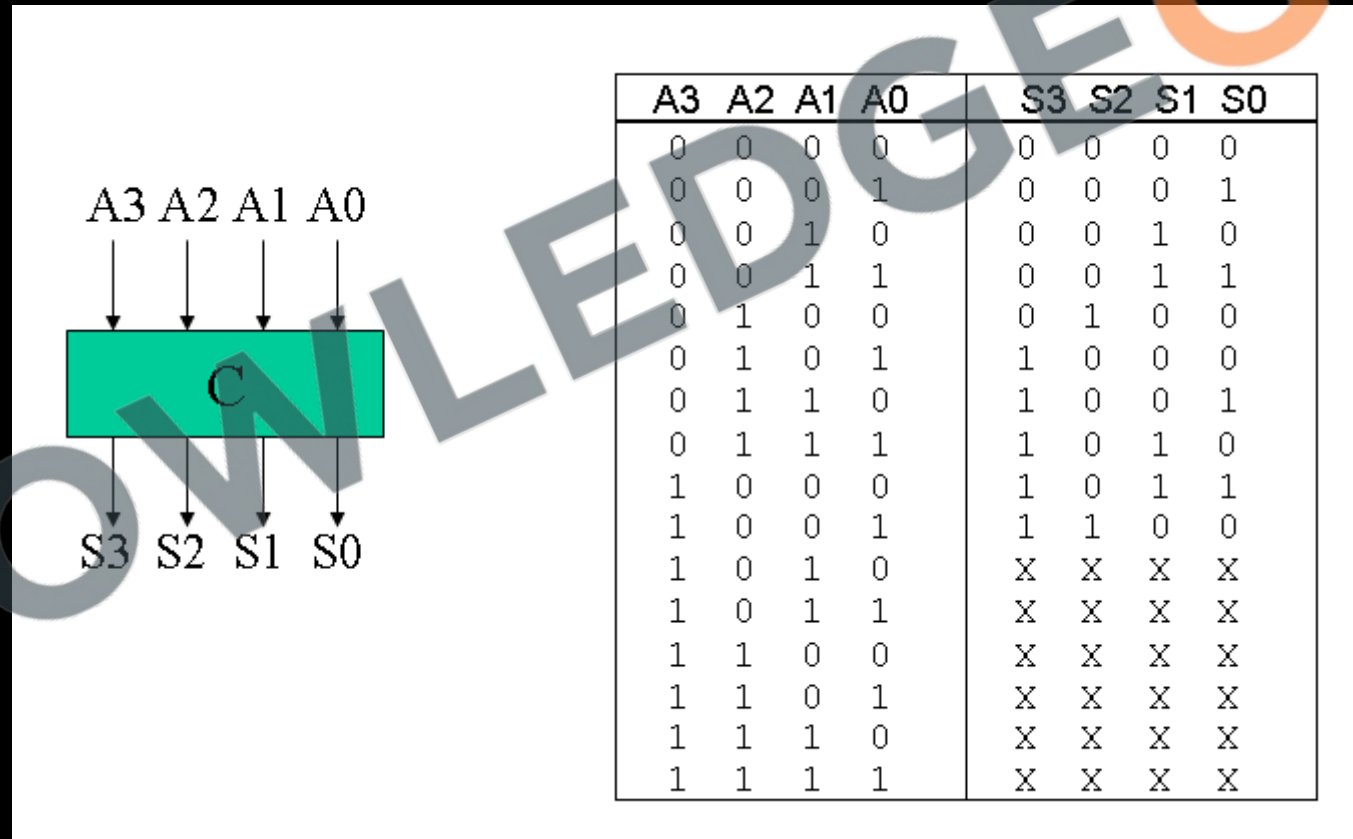 A3 A2 A1 A0
C
S3 S2 S1 S0
A3 A2 A1 A0 S3 S2 S1 S0
0 0 0 0 0 0 0 0
0 0 0 1 0 0 0 1
0 0 1 0 0 0 1 0
0 0 1 1 0 0 1 1
0 1 0 0 0 1 0 0
0 1 0 1 1 0 0 0
0 1 1 0 1 0 0 1
0 1 1 1 1 0 1 0
1 0 0 0 1 0 1 1
1 0 0 1 1 1 0 0
1 0 1 0 X X X X
1 0 1 1 X X X X
1 1 0 0 X X X X
1 1 0 1 X X X X
1 1 1 0 X X X X
1 1 1 1 X X X X
OWLEDGE